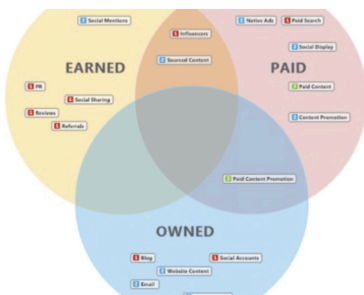 Social Mentions
Native Ads
Paid Search
Influencers
Social Display
Sourced Content
EARNED
PAID
PR
Paid Content
Social Sharing
Reviews
Content Promotion
Referrals
Paid Content Promotion
OWNED
Blog
Social Accounts
Website Content
Email